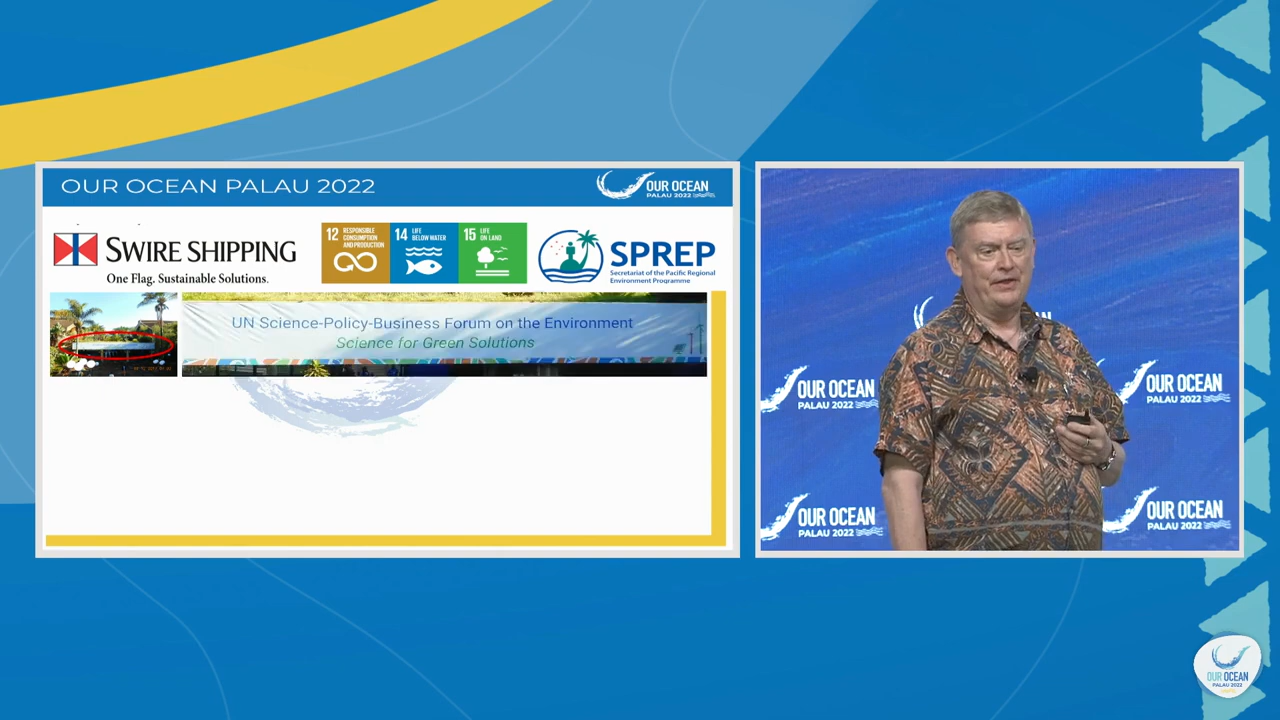 OUR OCEAN PALAU 2022
OUR OCEAN
PALAU 2022
SWIRE SHIPPING
One Flag. Sustainable Solutions.
12 RESPONSIBLE
CONSUMPTION
AND PRODUCTION
14 LIFE
BELOW WATER
15 LIFE
ON LAND
SPREP
Secretariat of the Pacific Regional
Environment Programme
UN Science-Policy-Business Forum on the Environment
Science for Green Solutions
OUR OCEAN
PALAU 2022
OUR OCEAN
PALAU 2022
OUR OCEAN
PALAU 2022
OUR OCEAN
PALAU 2022
OUR OCEAN
PALAU 2022